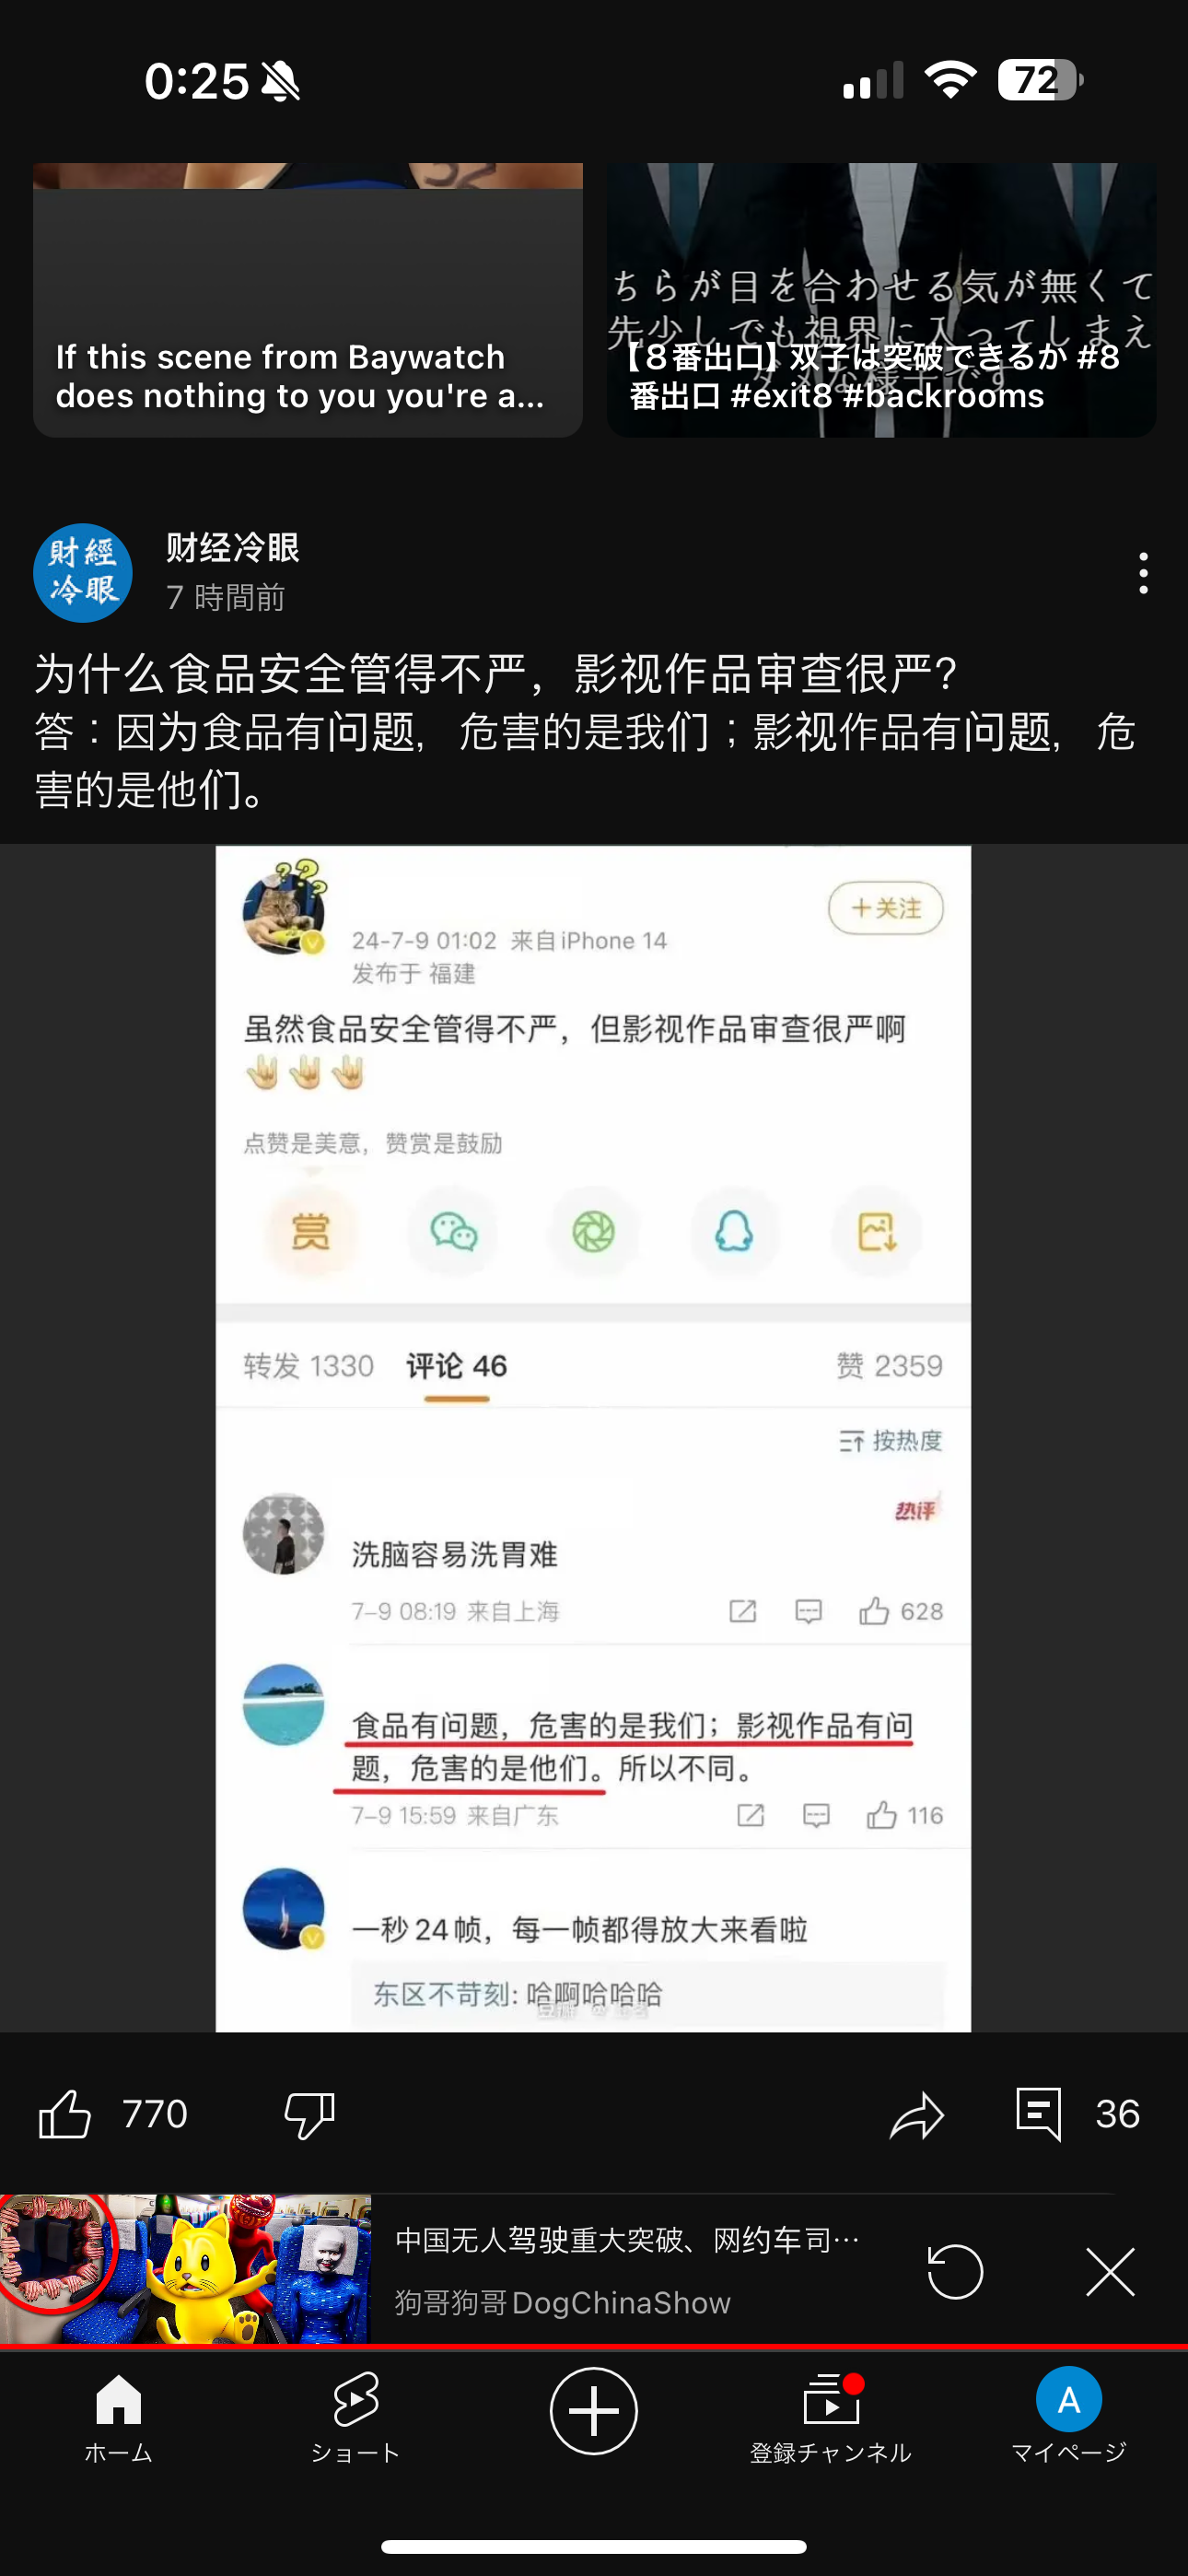 0:25
72
If this scene from Baywatch
does nothing to you you're a...
ちらが目を合わせる気が無くて
先少しでも視界に入ってしまえ
【８番出口】双子は突破できるか #8
番出口 #exit8 #backrooms
財經
冷眼
财经冷眼
7 時間前
为什么食品安全管得不严，影视作品审查很严？
答：因为食品有问题，危害的是我们；影视作品有问题，危
害的是他们。
???
＋关注
24-7-9 01:02 来自 iPhone 14
发布于 福建
虽然食品安全管得不严，但影视作品审查很严啊
🤟🤟🤟
点赞是美意，赞赏是鼓励
赏
转发 1330 评论 46 赞 2359
按热度
热评
洗脑容易洗胃难
7-9 08:19 来自上海 628
食品有问题，危害的是我们；影视作品有问
题，危害的是他们。所以不同。
7-9 15:59 来自广东 116
一秒 24 帧，每一帧都得放大来看啦
东区不苛刻: 哈啊哈哈哈
770 36
中国无人驾驶重大突破、网约车司…
狗哥狗哥DogChinaShow
A
ホーム ショート 登録チャンネル マイページ